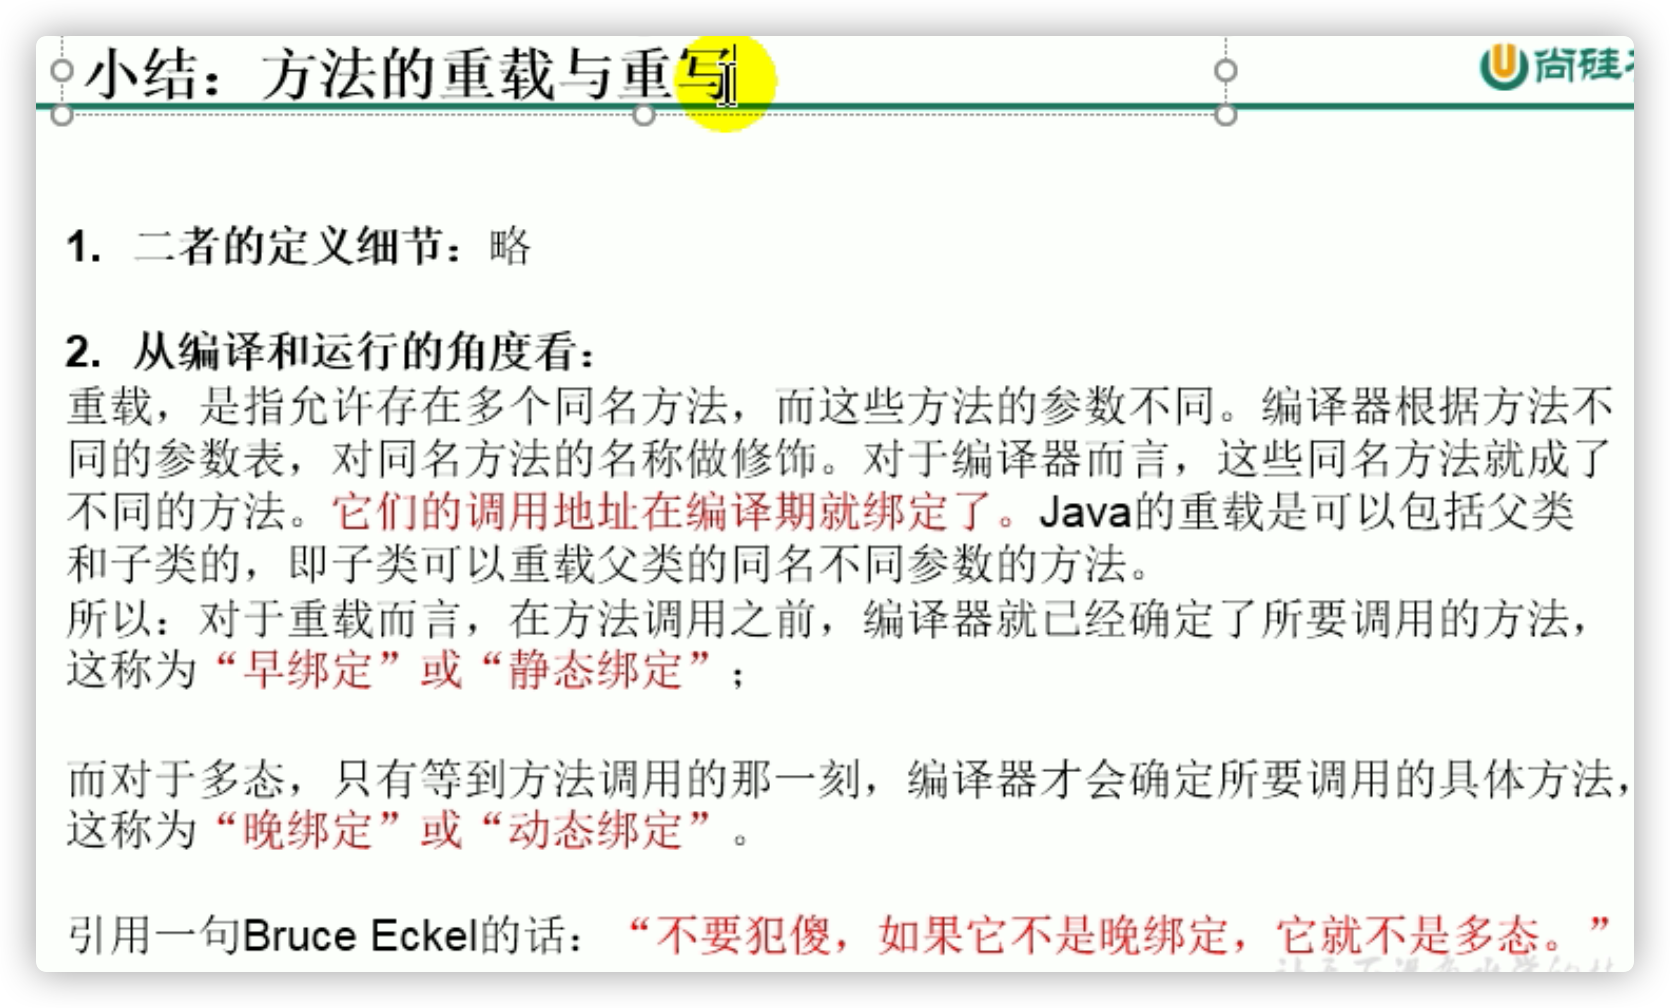 小结：方法的重载与重写
尚硅
1. 二者的定义细节：略
2. 从编译和运行的角度看：
重载，是指允许存在多个同名方法，而这些方法的参数不同。编译器根据方法不
同的参数表，对同名方法的名称做修饰。对于编译器而言，这些同名方法就成了
不同的方法。它们的调用地址在编译期就绑定了。Java的重载是可以包括父类
和子类的，即子类可以重载父类的同名不同参数的方法。
所以：对于重载而言，在方法调用之前，编译器就已经确定了所要调用的方法，
这称为“早绑定”或“静态绑定”；
而对于多态，只有等到方法调用的那一刻，编译器才会确定所要调用的具体方法，
这称为“晚绑定”或“动态绑定”。
引用一句Bruce Eckel的话：“不要犯傻，如果它不是晚绑定，它就不是多态。”